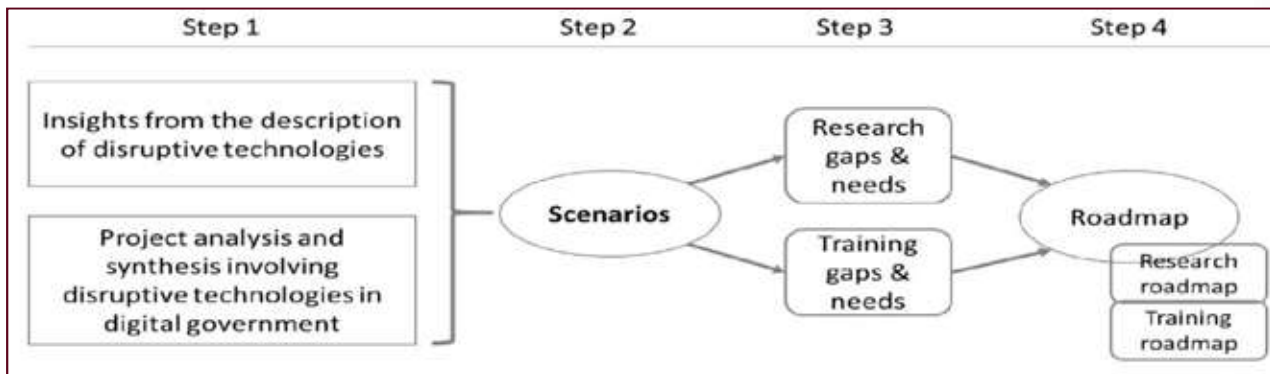 Step 1
Step 2
Step 3
Step 4
Insights from the description
of disruptive technologies
Project analysis and
synthesis involving
disruptive technologies in
digital government
Scenarios
Research
gaps &
needs
Training
gaps &
needs
Roadmap
Research
roadmap
Training
roadmap